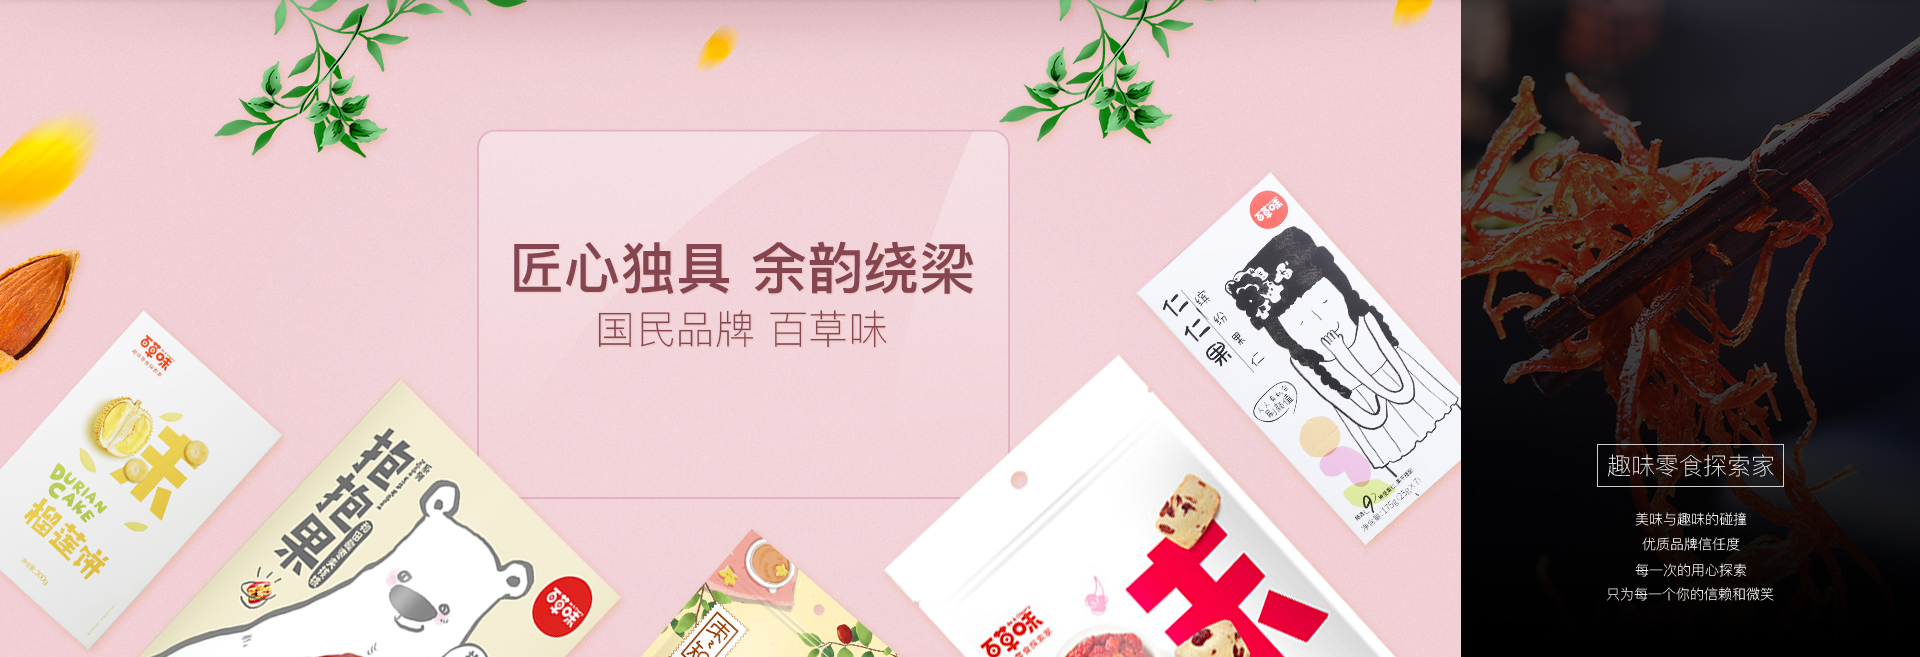 匠心独具 余韵绕梁
国民品牌 百草味
百草味
DURIAN
CAKE
榴莲饼
抱抱果
百草味
百草味
百草味
仁仁果
缤纷果仁
趣味零食探索家
美味与趣味的碰撞
优质品牌信任度
每一次的用心探索
只为每一个你的信赖和微笑